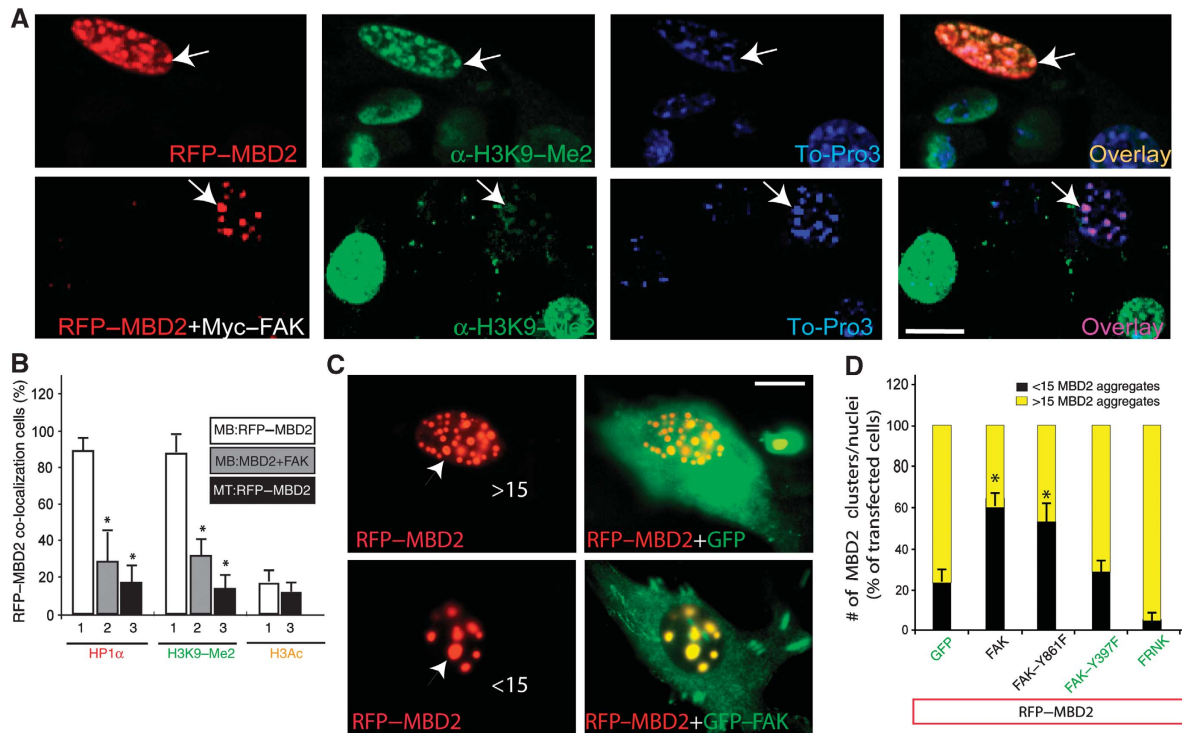 A
RFP–MBD2
α-H3K9–Me2
To-Pro3
Overlay
RFP–MBD2+Myc–FAK
α-H3K9–Me2
To-Pro3
Overlay
B
RFP–MBD2 co-localization cells (%)
120
100
80
60
40
20
0
MB:RFP–MBD2
MB:MBD2+FAK
MT:RFP–MBD2
* * * *
1 2 3 1 2 3 1 3
HP1α H3K9–Me2 H3Ac
C
>15
RFP–MBD2
RFP–MBD2+GFP
<15
RFP–MBD2
RFP–MBD2+GFP–FAK
D
# of MBD2 clusters/nuclei
(% of transfected cells)
<15 MBD2 aggregates
>15 MBD2 aggregates
120
100
80
60
40
20
0
* *
GFP
FAK
FAK–Y861F
FAK–Y397F
FRNK
RFP–MBD2